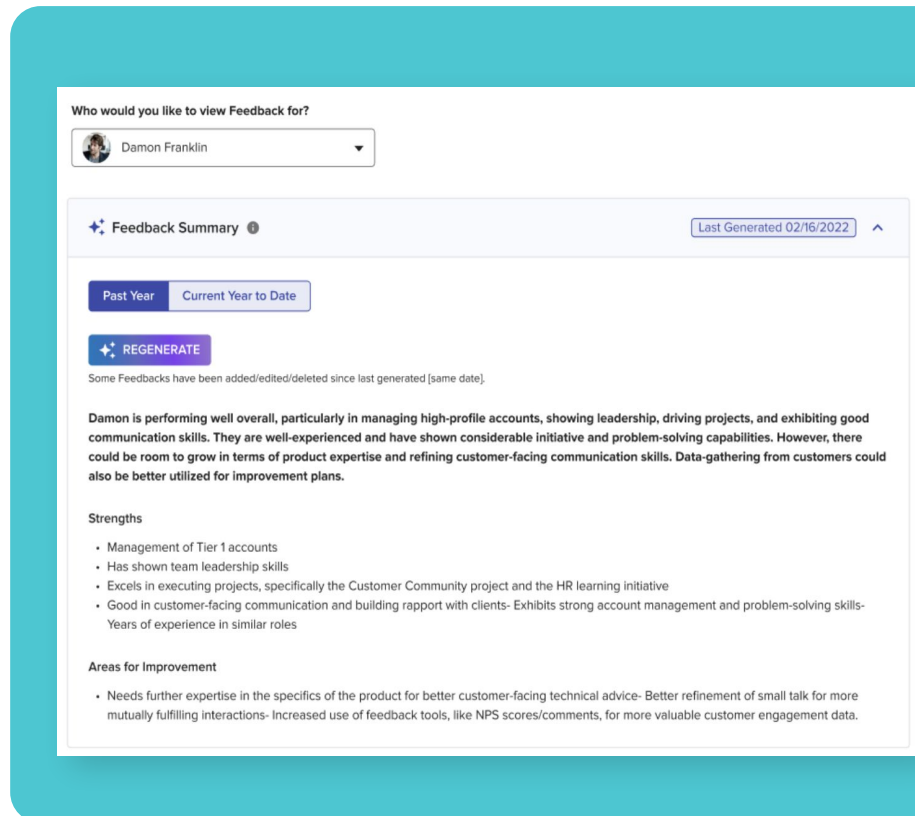 Who would you like to view Feedback for?
Damon Franklin
Feedback Summary
Last Generated 02/16/2022
Past Year
Current Year to Date
REGENERATE
Some Feedbacks have been added/edited/deleted since last generated [same date].
Damon is performing well overall, particularly in managing high-profile accounts, showing leadership, driving projects, and exhibiting good
communication skills. They are well-experienced and have shown considerable initiative and problem-solving capabilities. However, there
could be room to grow in terms of product expertise and refining customer-facing communication skills. Data-gathering from customers could
also be better utilized for improvement plans.
Strengths
• Management of Tier 1 accounts
• Has shown team leadership skills
• Excels in executing projects, specifically the Customer Community project and the HR learning initiative
• Good in customer-facing communication and building rapport with clients- Exhibits strong account management and problem-solving skills-
Years of experience in similar roles
Areas for Improvement
• Needs further expertise in the specifics of the product for better customer-facing technical advice- Better refinement of small talk for more
mutually fulfilling interactions- Increased use of feedback tools, like NPS scores/comments, for more valuable customer engagement data.